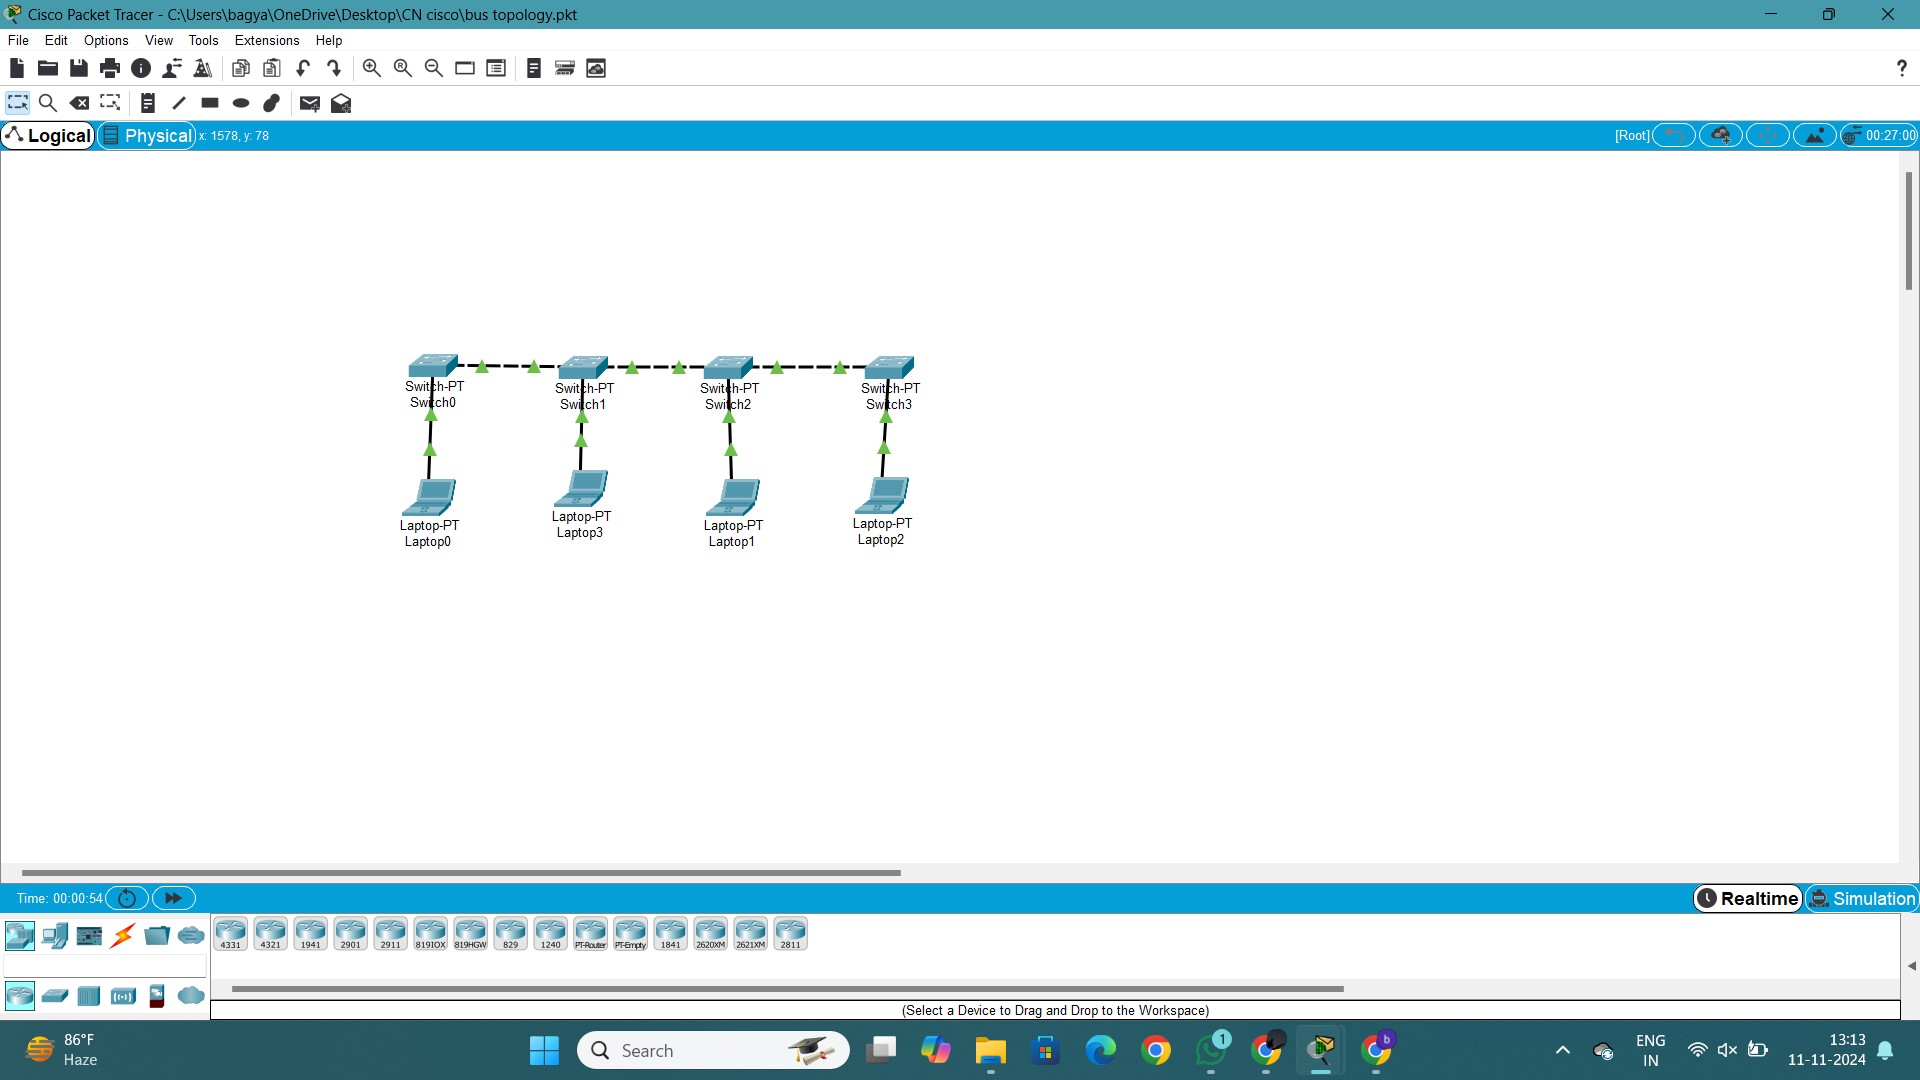 Cisco Packet Tracer - C:\Users\bagya\OneDrive\Desktop\CN cisco\bus topology.pkt
File Edit Options View Tools Extensions Help
?
Logical Physical x: 1578, y: 78 [Root] 00:27:00
Switch-PT
Switch0
Switch-PT
Switch1
Switch-PT
Switch2
Switch-PT
Switch3
Laptop-PT
Laptop0
Laptop-PT
Laptop3
Laptop-PT
Laptop1
Laptop-PT
Laptop2
Time: 00:00:54 Realtime Simulation
4331 4321 1941 2901 2911 819IOX 819HGW 829 1240 PT-Router PT-Empty 1841 2620XM 2621XM 2811
(Select a Device to Drag and Drop to the Workspace)
86°F
Haze
Search
1
b
ENG
IN
13:13
11-11-2024